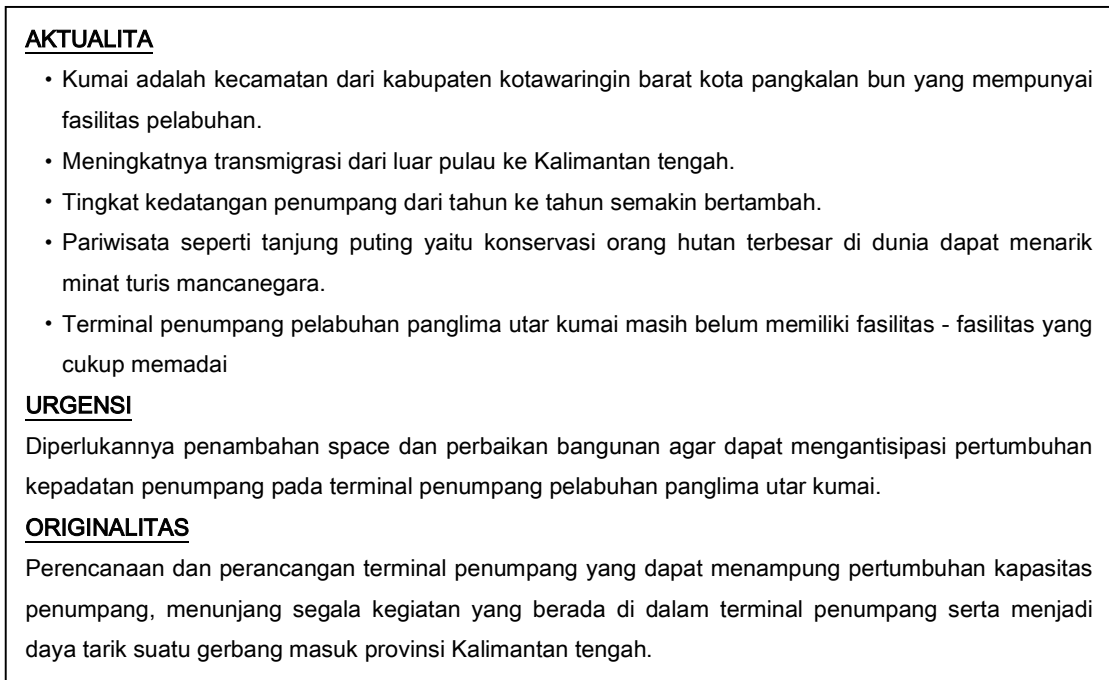 AKTUALITA
• Kumai adalah kecamatan dari kabupaten kotawaringin barat kota pangkalan bun yang mempunyai
fasilitas pelabuhan.
• Meningkatnya transmigrasi dari luar pulau ke Kalimantan tengah.
• Tingkat kedatangan penumpang dari tahun ke tahun semakin bertambah.
• Pariwisata seperti tanjung puting yaitu konservasi orang hutan terbesar di dunia dapat menarik
minat turis mancanegara.
• Terminal penumpang pelabuhan panglima utar kumai masih belum memiliki fasilitas - fasilitas yang
cukup memadai
URGENSI
Diperlukannya penambahan space dan perbaikan bangunan agar dapat mengantisipasi pertumbuhan
kepadatan penumpang pada terminal penumpang pelabuhan panglima utar kumai.
ORIGINALITAS
Perencanaan dan perancangan terminal penumpang yang dapat menampung pertumbuhan kapasitas
penumpang, menunjang segala kegiatan yang berada di dalam terminal penumpang serta menjadi
daya tarik suatu gerbang masuk provinsi Kalimantan tengah.